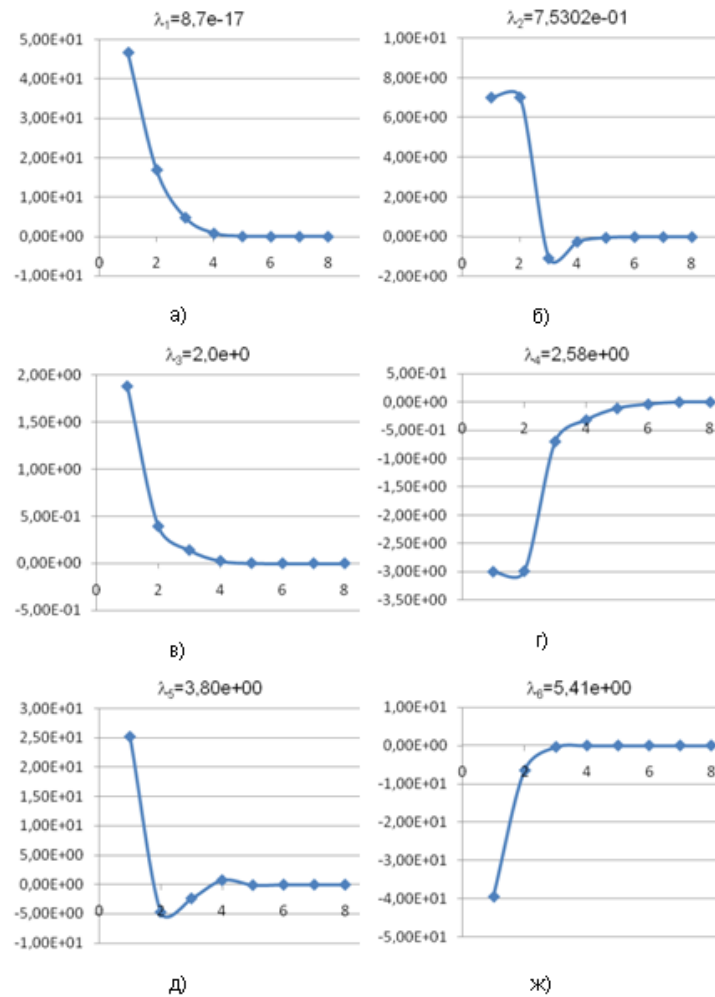 λ₁=8,7e-17
5,00E+01
4,00E+01
3,00E+01
2,00E+01
1,00E+01
0,00E+00
-1,00E+01
0 2 4 6 8
а)
λ₂=7,5302e-01
1,00E+01
8,00E+00
6,00E+00
4,00E+00
2,00E+00
0,00E+00
-2,00E+00
0 2 4 6 8
б)
λ₃=2,0e+0
2,00E+00
1,50E+00
1,00E+00
5,00E-01
0,00E+00
-5,00E-01
0 2 4 6 8
в)
λ₄=2,58e+00
5,00E-01
0,00E+00
-5,00E-01
-1,00E+00
-1,50E+00
-2,00E+00
-2,50E+00
-3,00E+00
-3,50E+00
0 2 4 6 8
г)
λ₅=3,80e+00
3,00E+01
2,50E+01
2,00E+01
1,50E+01
1,00E+01
5,00E+00
0,00E+00
-5,00E+00
-1,00E+01
0 2 4 6 8
д)
λ₆=5,41e+00
1,00E+01
0,00E+00
-1,00E+01
-2,00E+01
-3,00E+01
-4,00E+01
-5,00E+01
0 2 4 6 8
ж)